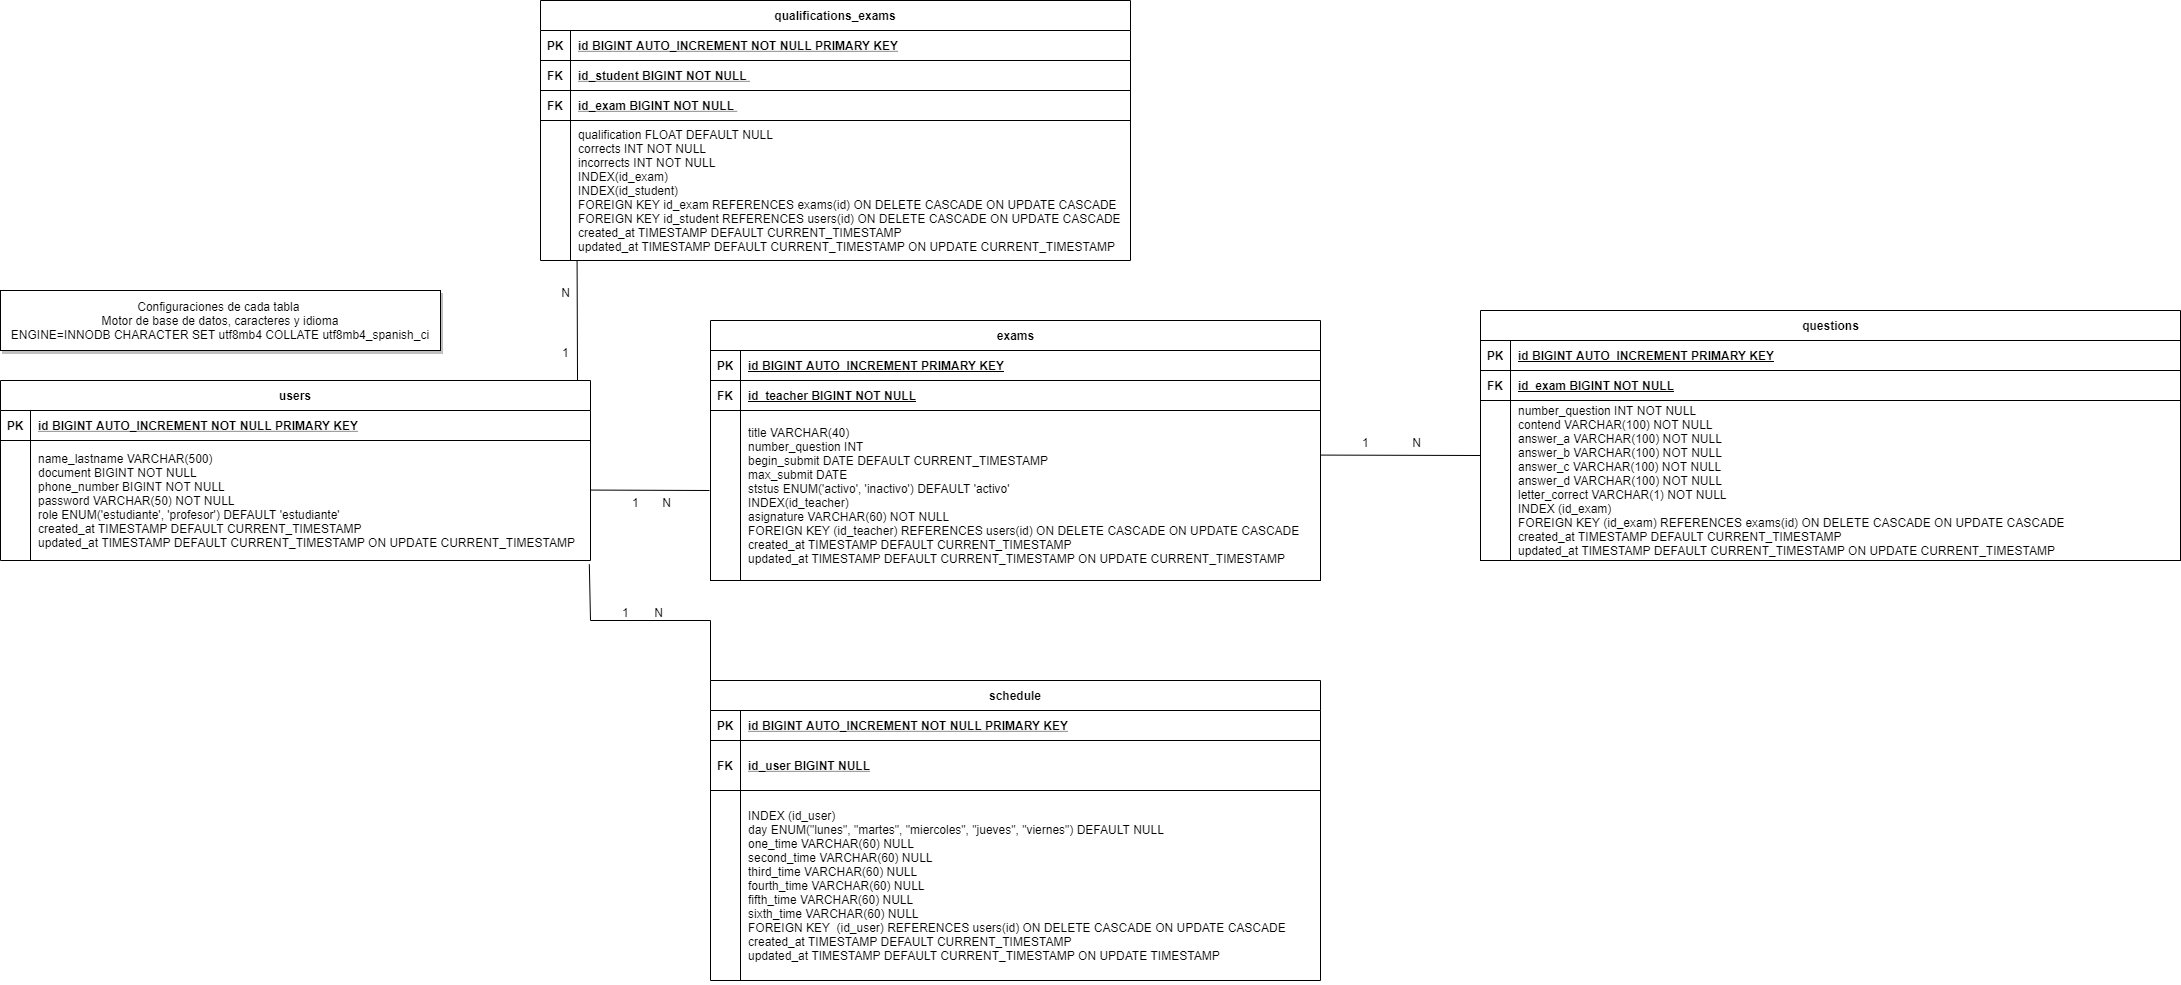 qualifications_exams
PK id BIGINT AUTO_INCREMENT NOT NULL PRIMARY KEY
FK id_student BIGINT NOT NULL
FK id_exam BIGINT NOT NULL
qualification FLOAT DEFAULT NULL
corrects INT NOT NULL
incorrects INT NOT NULL
INDEX(id_exam)
INDEX(id_student)
FOREIGN KEY id_exam REFERENCES exams(id) ON DELETE CASCADE ON UPDATE CASCADE
FOREIGN KEY id_student REFERENCES users(id) ON DELETE CASCADE ON UPDATE CASCADE
created_at TIMESTAMP DEFAULT CURRENT_TIMESTAMP
updated_at TIMESTAMP DEFAULT CURRENT_TIMESTAMP ON UPDATE CURRENT_TIMESTAMP
N
1
Configuraciones de cada tabla
Motor de base de datos, caracteres y idioma
ENGINE=INNODB CHARACTER SET utf8mb4 COLLATE utf8mb4_spanish_ci
users
PK id BIGINT AUTO_INCREMENT NOT NULL PRIMARY KEY
name_lastname VARCHAR(500)
document BIGINT NOT NULL
phone_number BIGINT NOT NULL
password VARCHAR(50) NOT NULL
role ENUM('estudiante', 'profesor') DEFAULT 'estudiante'
created_at TIMESTAMP DEFAULT CURRENT_TIMESTAMP
updated_at TIMESTAMP DEFAULT CURRENT_TIMESTAMP ON UPDATE CURRENT_TIMESTAMP
1 N
exams
PK id BIGINT AUTO_INCREMENT PRIMARY KEY
FK id_teacher BIGINT NOT NULL
title VARCHAR(40)
number_question INT
begin_submit DATE DEFAULT CURRENT_TIMESTAMP
max_submit DATE
ststus ENUM('activo', 'inactivo') DEFAULT 'activo'
INDEX(id_teacher)
asignature VARCHAR(60) NOT NULL
FOREIGN KEY (id_teacher) REFERENCES users(id) ON DELETE CASCADE ON UPDATE CASCADE
created_at TIMESTAMP DEFAULT CURRENT_TIMESTAMP
updated_at TIMESTAMP DEFAULT CURRENT_TIMESTAMP ON UPDATE CURRENT_TIMESTAMP
1 N
questions
PK id BIGINT AUTO_INCREMENT PRIMARY KEY
FK id_exam BIGINT NOT NULL
number_question INT NOT NULL
contend VARCHAR(100) NOT NULL
answer_a VARCHAR(100) NOT NULL
answer_b VARCHAR(100) NOT NULL
answer_c VARCHAR(100) NOT NULL
answer_d VARCHAR(100) NOT NULL
letter_correct VARCHAR(1) NOT NULL
INDEX (id_exam)
FOREIGN KEY (id_exam) REFERENCES exams(id) ON DELETE CASCADE ON UPDATE CASCADE
created_at TIMESTAMP DEFAULT CURRENT_TIMESTAMP
updated_at TIMESTAMP DEFAULT CURRENT_TIMESTAMP ON UPDATE CURRENT_TIMESTAMP
1 N
schedule
PK id BIGINT AUTO_INCREMENT NOT NULL PRIMARY KEY
FK id_user BIGINT NULL
INDEX (id_user)
day ENUM("lunes", "martes", "miercoles", "jueves", "viernes") DEFAULT NULL
one_time VARCHAR(60) NULL
second_time VARCHAR(60) NULL
third_time VARCHAR(60) NULL
fourth_time VARCHAR(60) NULL
fifth_time VARCHAR(60) NULL
sixth_time VARCHAR(60) NULL
FOREIGN KEY (id_user) REFERENCES users(id) ON DELETE CASCADE ON UPDATE CASCADE
created_at TIMESTAMP DEFAULT CURRENT_TIMESTAMP
updated_at TIMESTAMP DEFAULT CURRENT_TIMESTAMP ON UPDATE TIMESTAMP